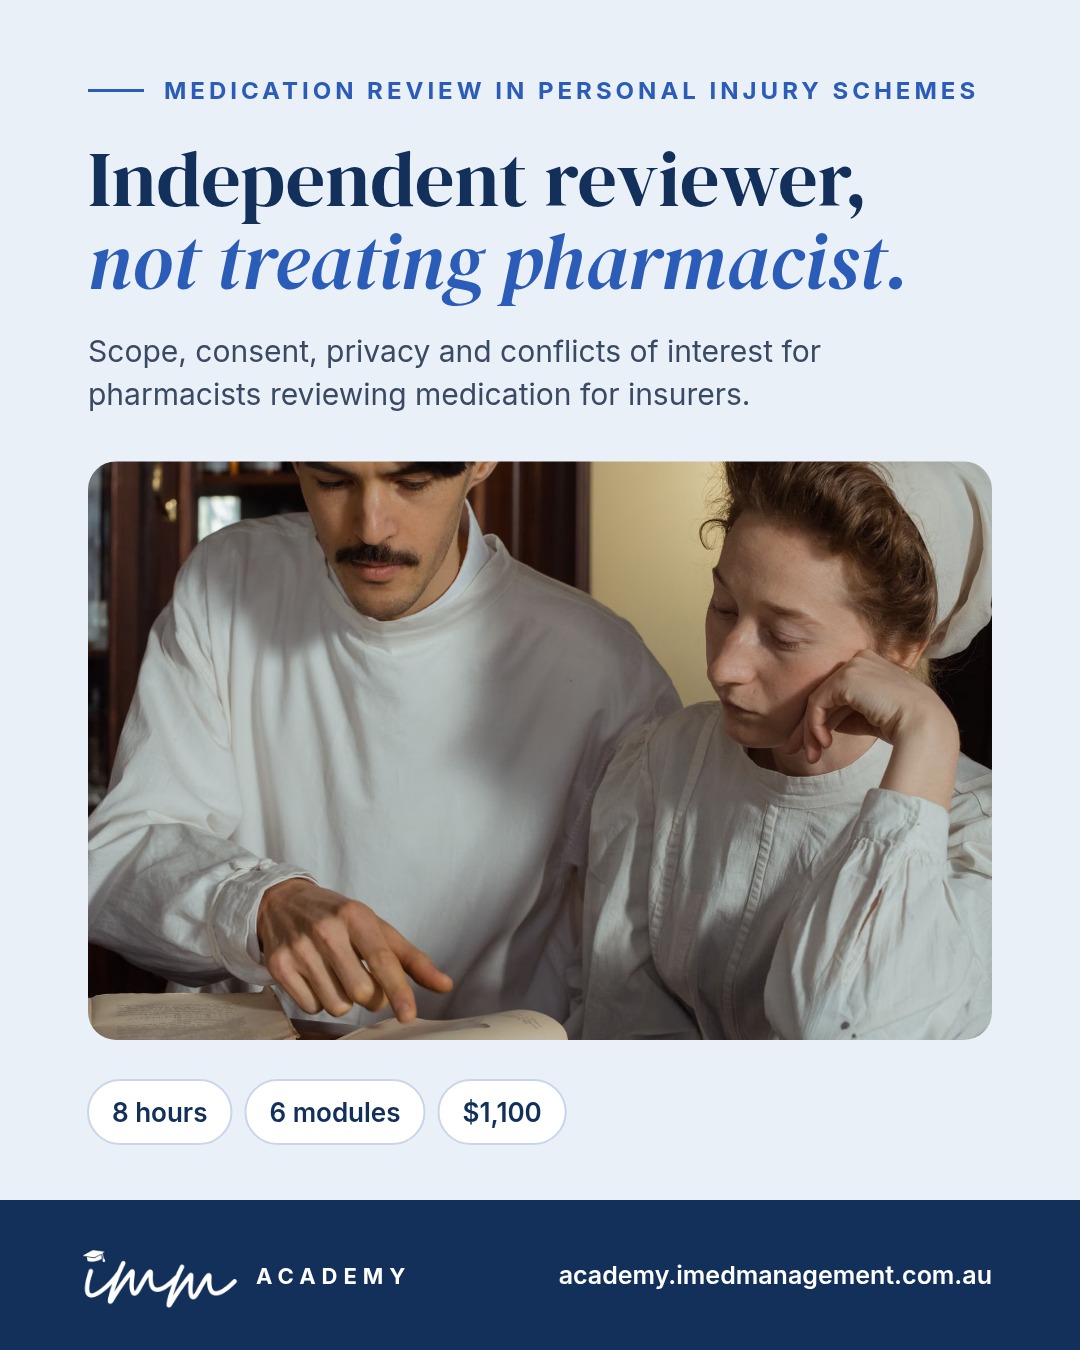 MEDICATION REVIEW IN PERSONAL INJURY SCHEMES
Independent reviewer,
not treating pharmacist.
Scope, consent, privacy and conflicts of interest for
pharmacists reviewing medication for insurers.
8 hours
6 modules
$1,100
imm ACADEMY
academy.imedmanagement.com.au